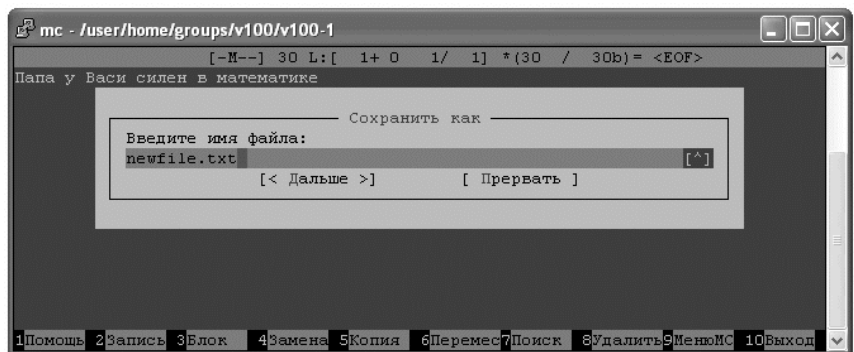 mc - /user/home/groups/v100/v100-1
[-M--] 30 L:[ 1+ 0 1/ 1] *(30 / 30b)= <EOF>
Папа у Васи силен в математике
Сохранить как
Введите имя файла:
newfile.txt [^]
[< Дальше >] [ Прервать ]
1Помощь 2Запись 3Блок 4Замена 5Копия 6Перемес 7Поиск 8Удалить 9МенюMC 10Выход